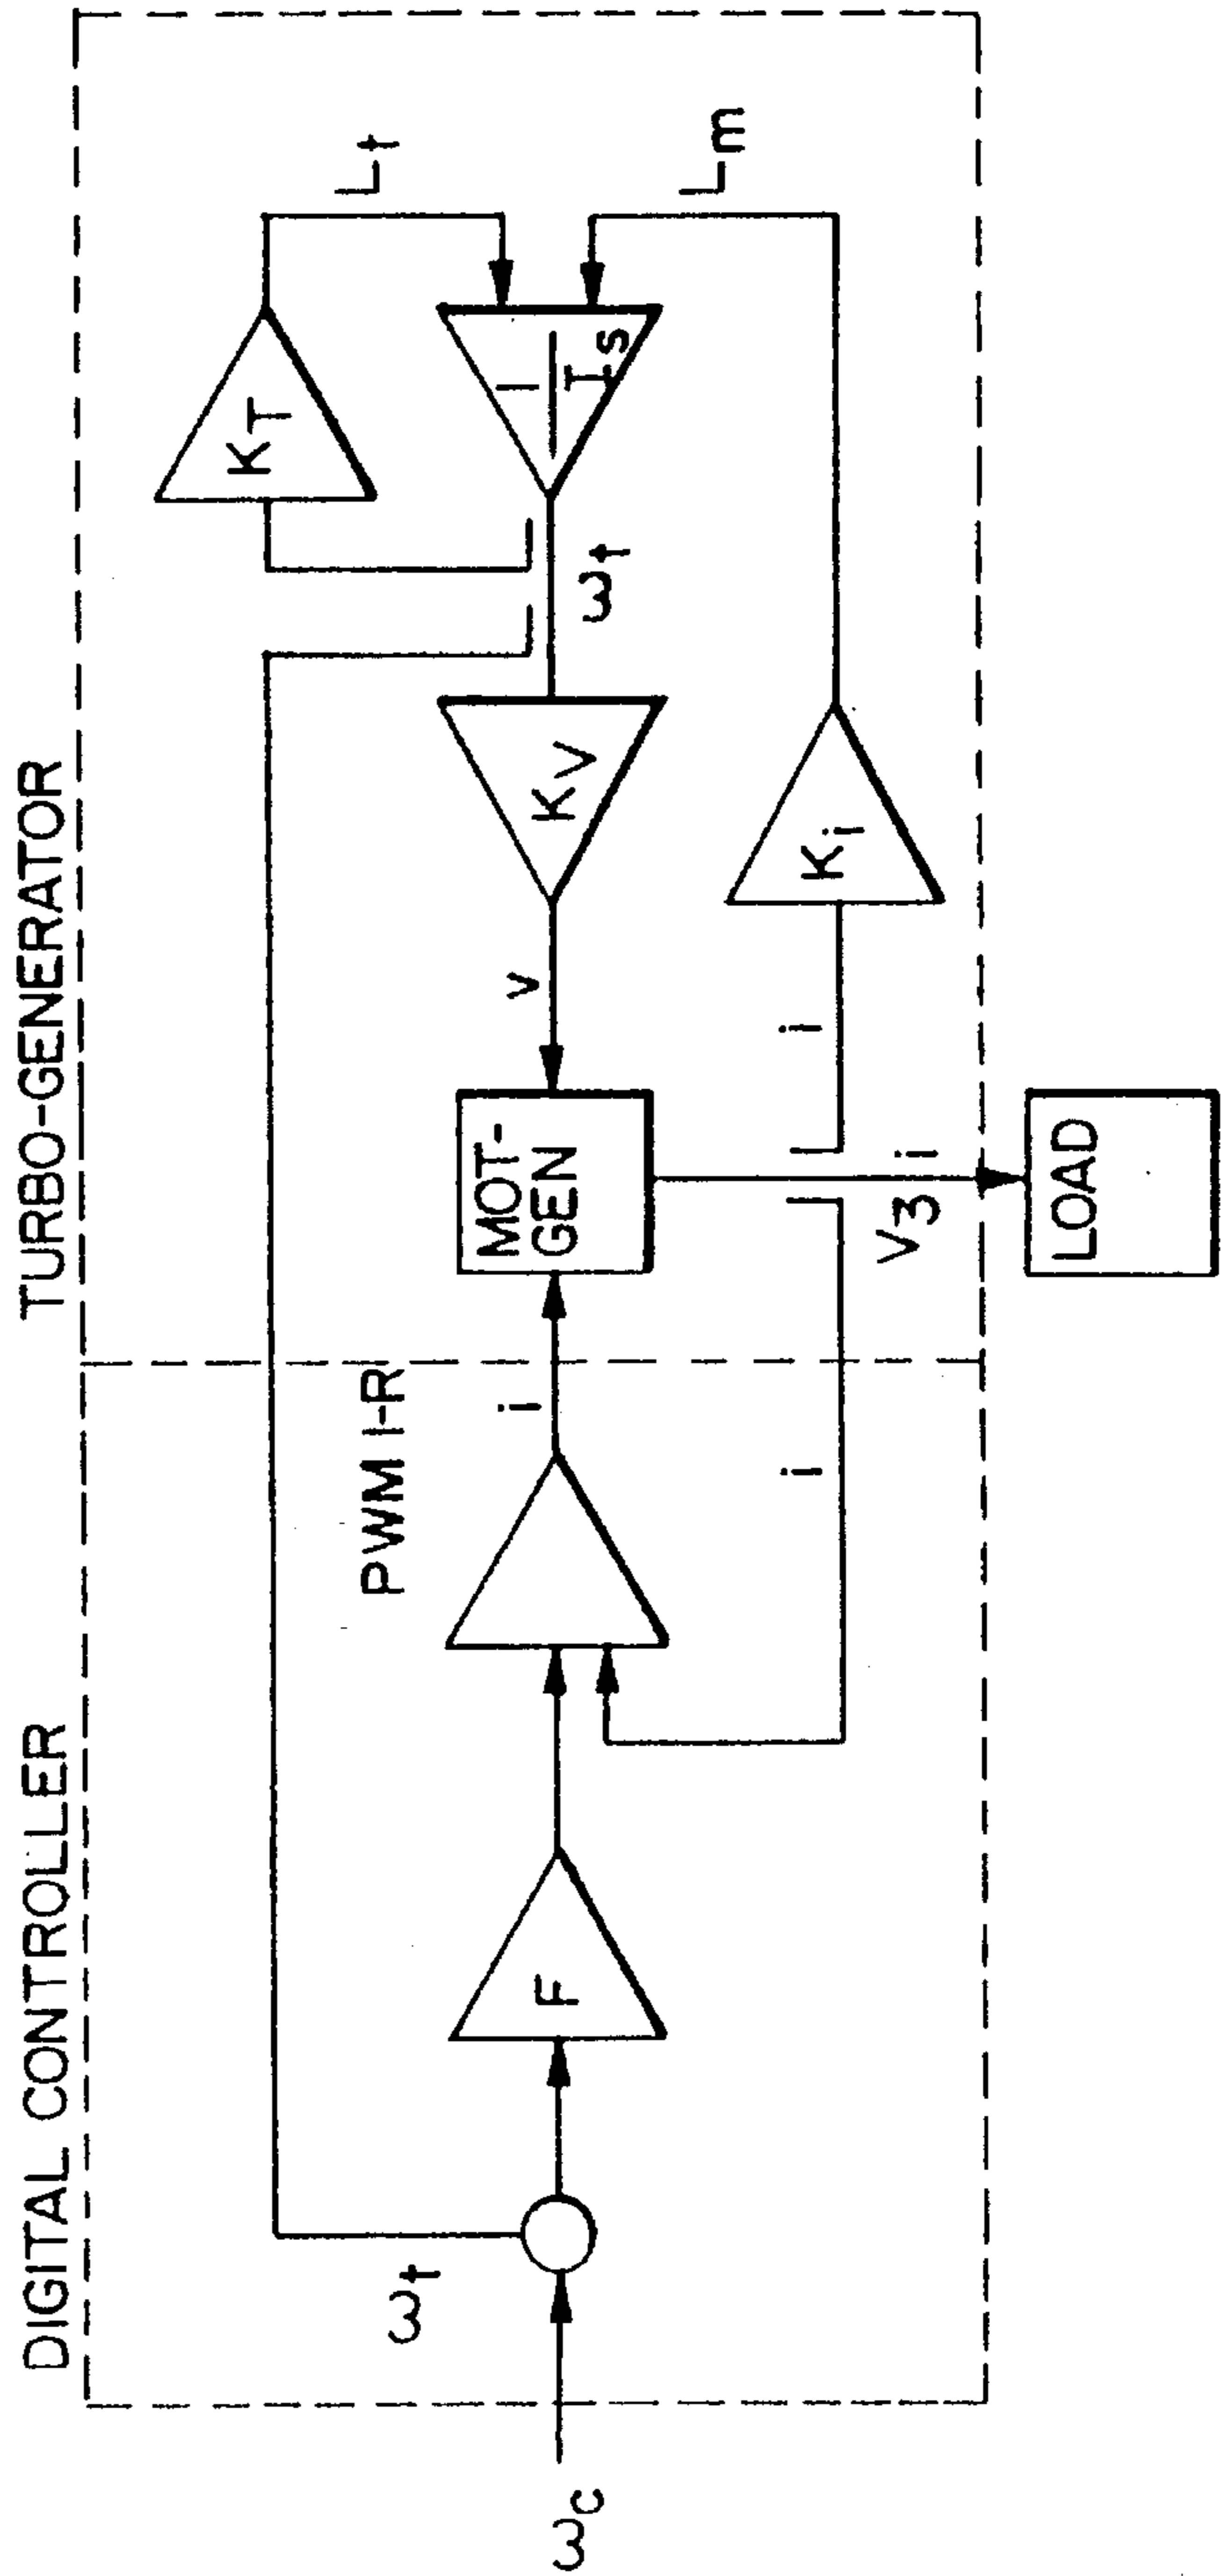 DIGITAL CONTROLLER
TURBO-GENERATOR
ωt
PWM I-R
KT
Lt
ωc
F
i
MOT-
GEN
v
KV
ωt
1
Is
i
i
Ki
Lm
V3 i
LOAD